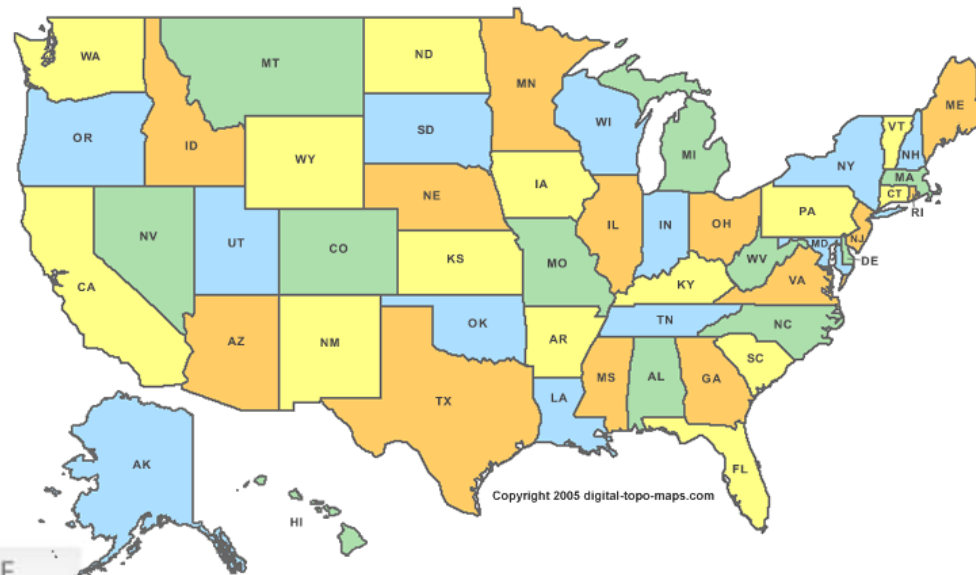 WA
MT
ND
MN
ME
OR
ID
SD
WI
VT
NH
NY
WY
MI
MA
IA
NE
CT
RI
PA
NV
UT
CO
IL
IN
OH
NJ
MD
KS
MO
WV
DE
CA
KY
VA
AZ
NM
OK
TN
NC
AR
SC
MS
AL
GA
TX
LA
AK
FL
Copyright 2005 digital-topo-maps.com
HI